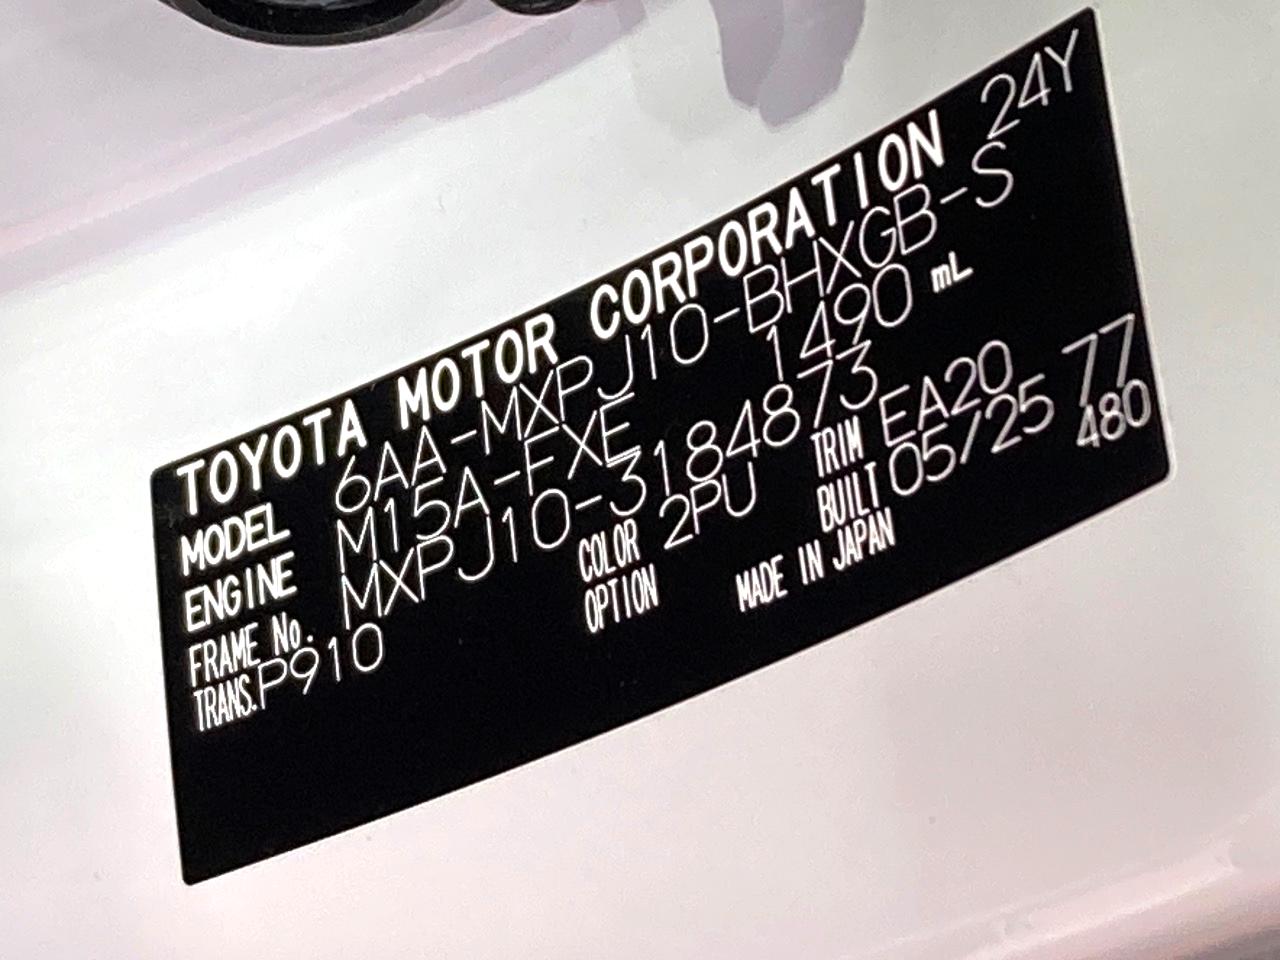 TOYOTA MOTOR CORPORATION 24Y
MODEL 6AA-MXPJ10-BHXGB-S
ENGINE M15A-FXE 1490 mL
FRAME No. MXPJ10-3184873
TRANS. P910 COLOR 2PU TRIM EA20 77
OPTION BUILT 05/25 480
MADE IN JAPAN